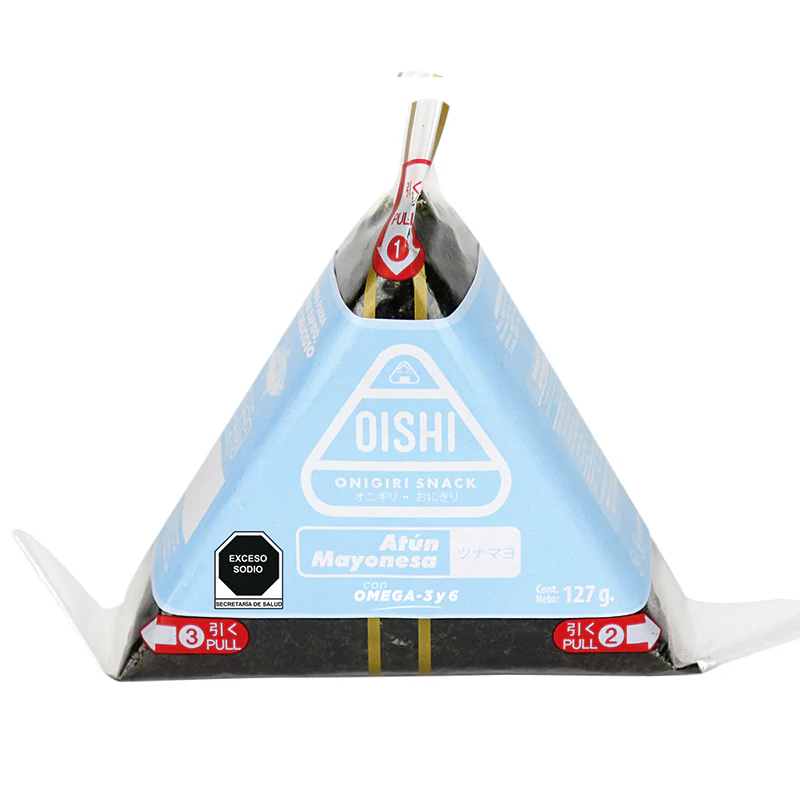 PULL
1
OISHI
ONIGIRI SNACK
オニギリ - おにぎり
Atún
Mayonesa
ツナマヨ
con
OMEGA-3 y 6
EXCESO
SODIO
SECRETARÍA DE SALUD
Cont.
Neto: 127 g.
3 引く
PULL
引く 2
PULL